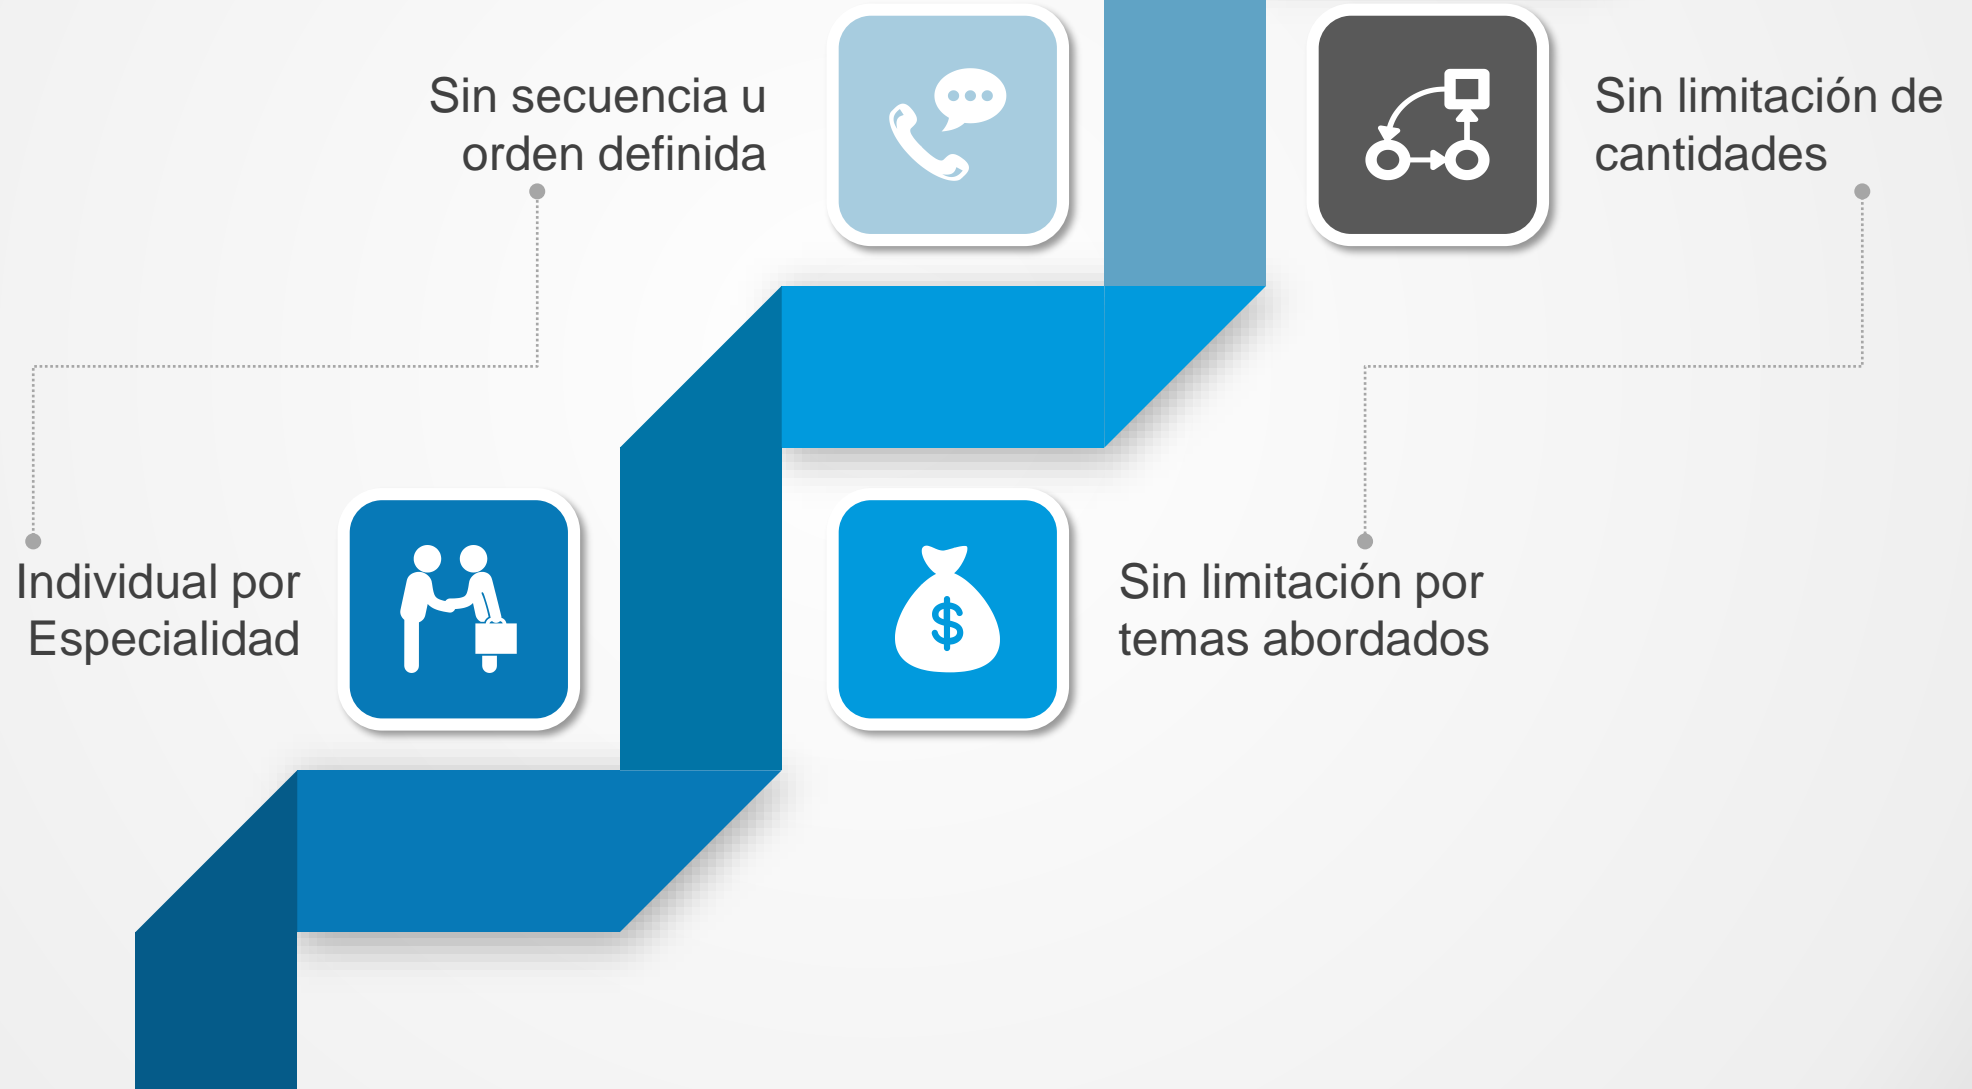 Sin secuencia u
orden definida
Sin limitación de
cantidades
Individual por
Especialidad
$
Sin limitación por
temas abordados